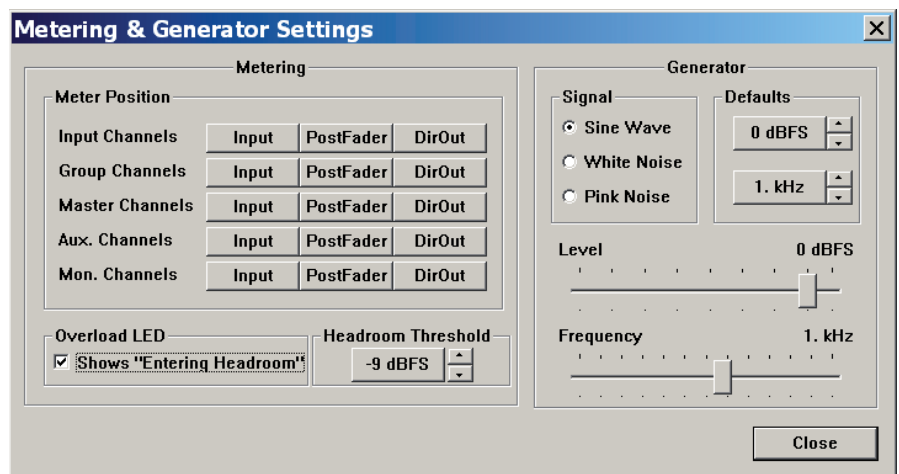 Metering & Generator Settings
Metering
Meter Position
Input Channels Input PostFader DirOut
Group Channels Input PostFader DirOut
Master Channels Input PostFader DirOut
Aux. Channels Input PostFader DirOut
Mon. Channels Input PostFader DirOut
Overload LED
Shows "Entering Headroom"
Headroom Threshold
-9 dBFS
Generator
Signal
Sine Wave
White Noise
Pink Noise
Defaults
0 dBFS
1. kHz
Level 0 dBFS
Frequency 1. kHz
Close